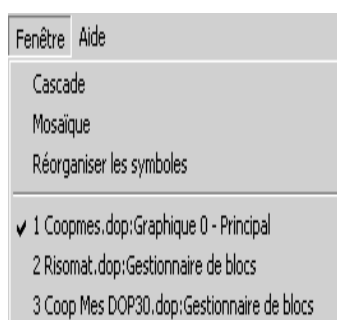 Fenêtre Aide
Cascade
Mosaïque
Réorganiser les symboles
✓ 1 Coopmes.dop:Graphique 0 - Principal
2 Risomat.dop:Gestionnaire de blocs
3 Coop Mes DOP30.dop:Gestionnaire de blocs